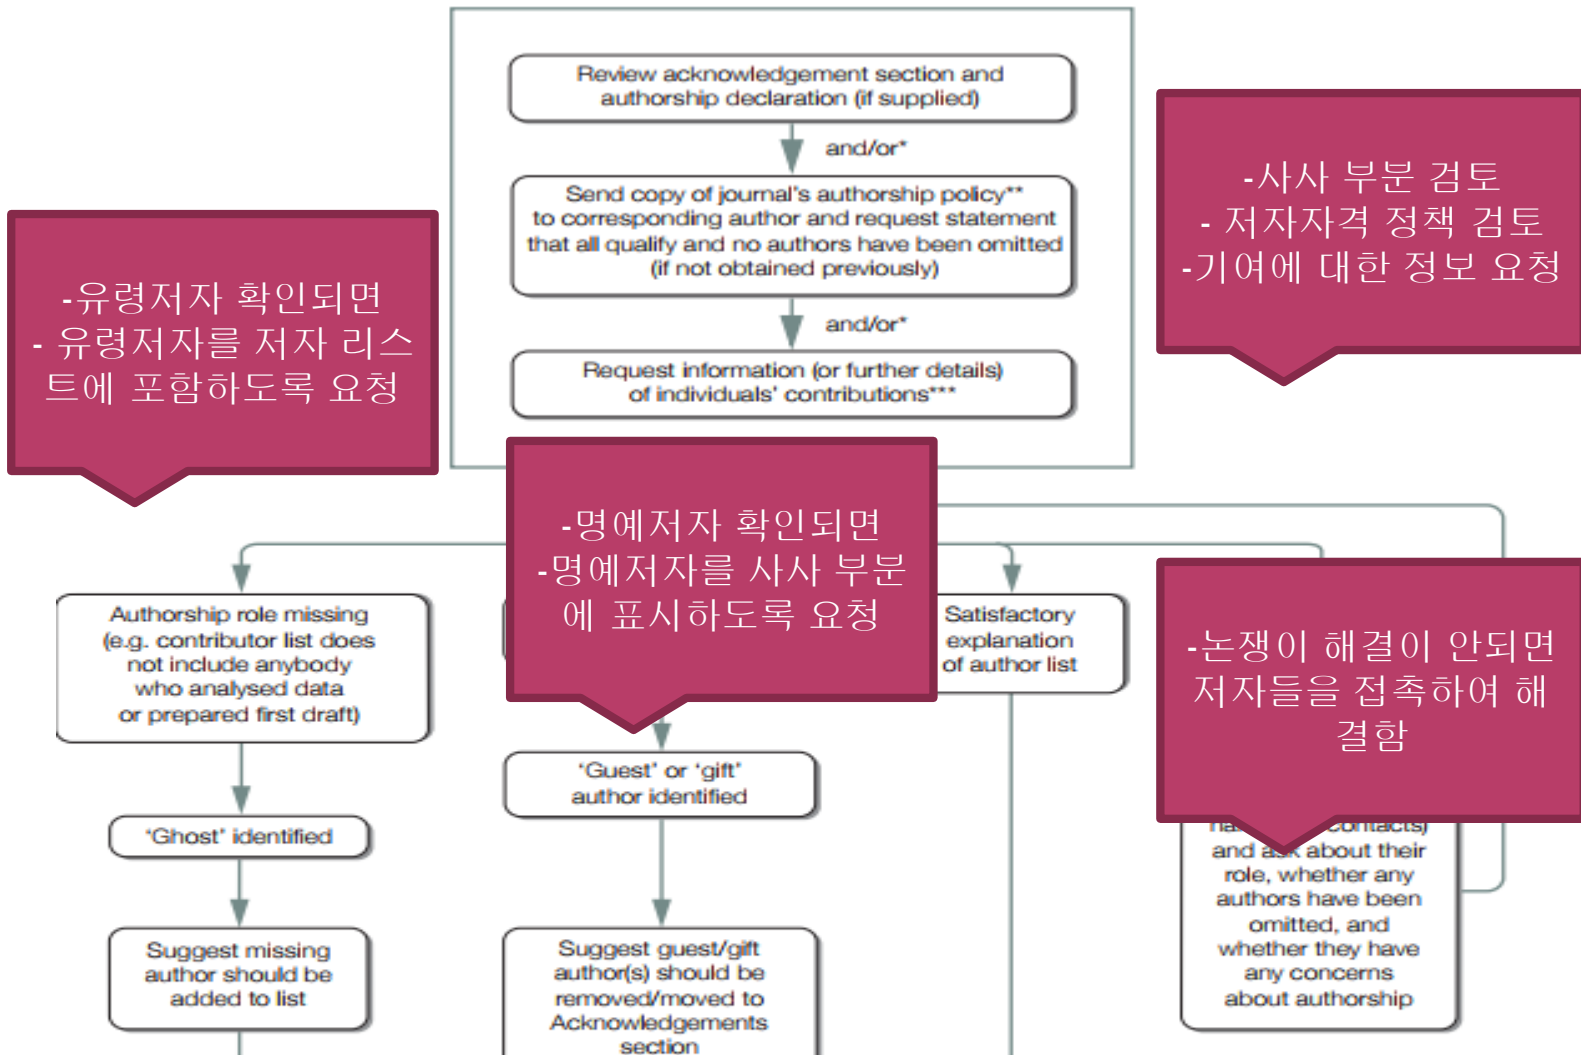 Review acknowledgement section and
authorship declaration (if supplied)
and/or*
Send copy of journal's authorship policy**
to corresponding author and request statement
that all qualify and no authors have been omitted
(if not obtained previously)
and/or*
Request information (or further details)
of individuals' contributions***
-사사 부분 검토
- 저자자격 정책 검토
-기여에 대한 정보 요청
-유령저자 확인되면
- 유령저자를 저자 리스
트에 포함하도록 요청
-명예저자 확인되면
-명예저자를 사사 부분
에 표시하도록 요청
-논쟁이 해결이 안되면
저자들을 접촉하여 해
결함
Authorship role missing
(e.g. contributor list does
not include anybody
who analysed data
or prepared first draft)
'Ghost' identified
Suggest missing
author should be
added to list
'Guest' or 'gift'
author identified
Suggest guest/gift
author(s) should be
removed/moved to
Acknowledgements
section
Satisfactory
explanation
of author list
contacts)
and ask about their
role, whether any
authors have been
omitted, and
whether they have
any concerns
about authorship